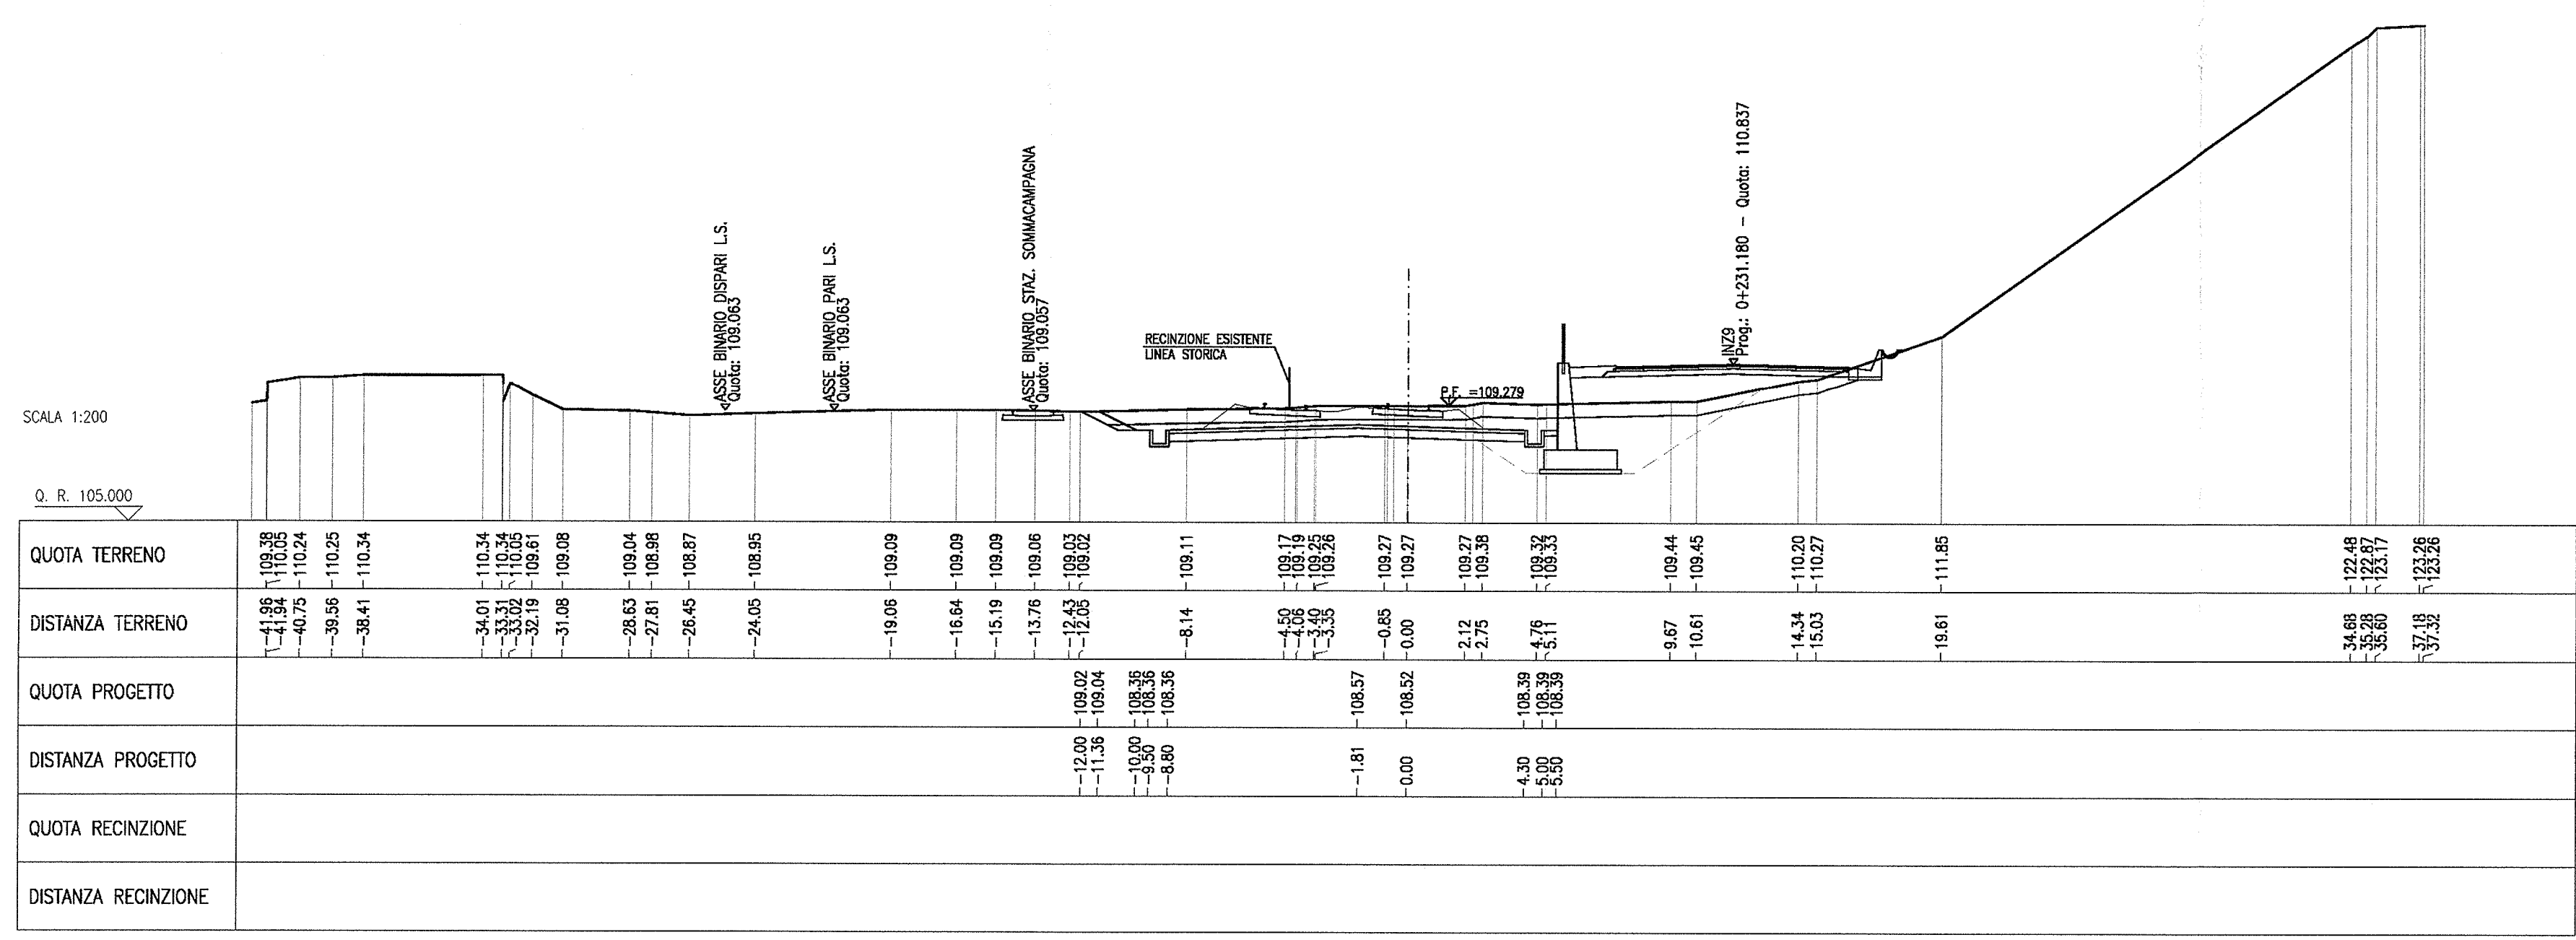 ASSE BINARIO DISPARI L.S.
Quota: 109.063
ASSE BINARIO PARI L.S.
Quota: 109.063
ASSE BINARIO STAZ. SOMMACAMPAGNA
Quota: 109.057
RECINZIONE ESISTENTE
LINEA STORICA
P.F. =109.279
INZ9
Prog.: 0+231.180 - Quota: 110.837
SCALA 1:200
Q. R. 105.000
QUOTA TERRENO 109.38 110.05 110.24 110.25 110.34 110.34 110.34 110.05 109.61 109.08 109.04 108.98 108.87 108.95 109.09 109.09 109.09 109.06 109.03 109.02 109.11 109.17 109.19 109.25 109.26 109.27 109.27 109.27 109.38 109.32 109.33 109.44 109.45 110.20 110.27 111.85 122.48 122.87 123.17 123.26 123.26
DISTANZA TERRENO -41.96 -41.94 -40.75 -39.56 -38.41 -34.01 -33.31 -33.02 -32.19 -31.08 -28.63 -27.81 -26.45 -24.05 -19.06 -16.64 -15.19 -13.76 -12.43 -12.05 -8.14 -4.50 -4.06 -3.40 -3.35 -0.85 0.00 2.12 2.75 4.76 5.11 9.67 10.61 14.34 15.03 19.61 34.68 35.28 35.60 37.18 37.32
QUOTA PROGETTO 109.02 109.04 108.36 108.36 108.36 108.57 108.52 108.39 108.39 108.39
DISTANZA PROGETTO -12.00 -11.36 -10.00 -9.50 -8.80 -1.81 0.00 4.30 5.00 5.50
QUOTA RECINZIONE
DISTANZA RECINZIONE